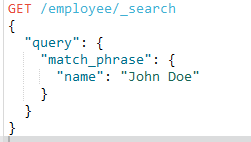 GET /employee/_search
{
  "query": {
    "match_phrase": {
      "name": "John Doe"
    }
  }
}